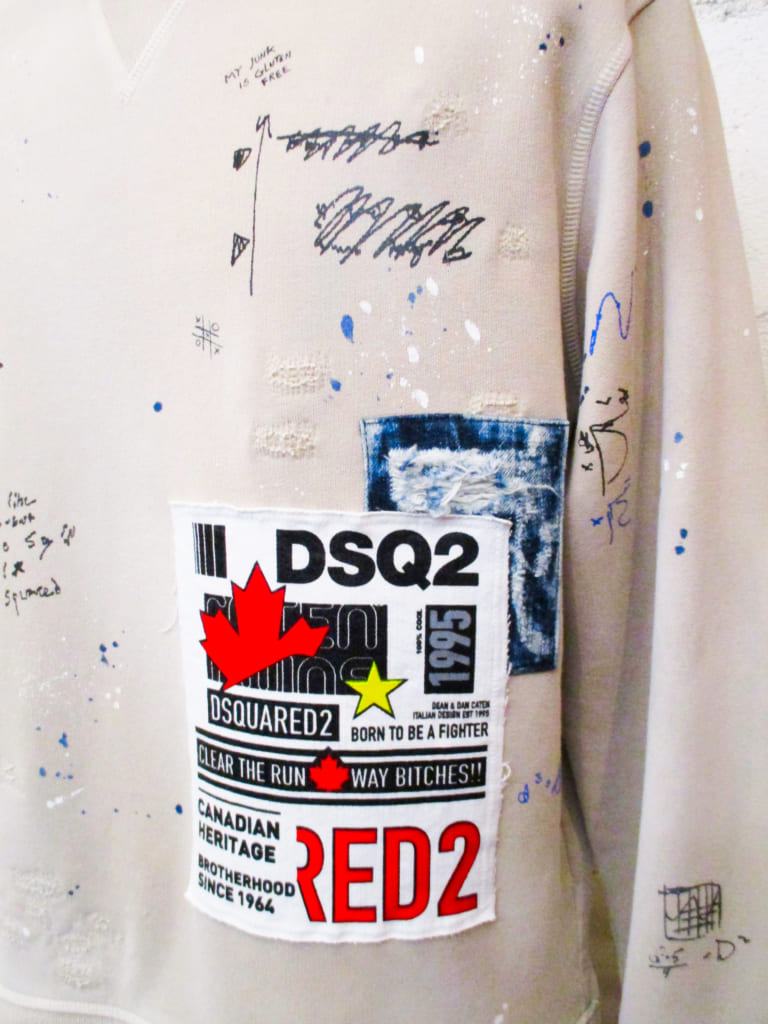 MY JUNK
IS GLUTEN
FREE
DSQ2
CATEN
100% COOL
1995
DSQUARED2
DEAN & DAN CATEN
ITALIAN DESIGN EST 1995
BORN TO BE A FIGHTER
CLEAR THE RUN WAY BITCHES!!
CANADIAN
HERITAGE
BROTHERHOOD
SINCE 1964
RED2